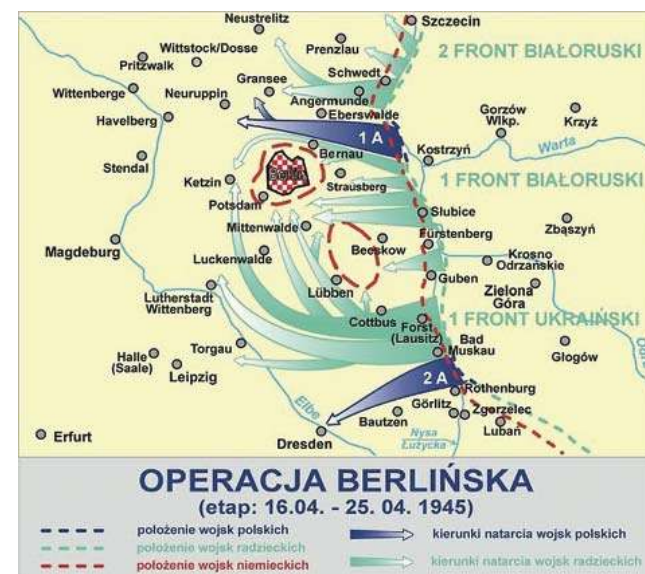 Neustrelitz
Szczecin
Wittstock/Dosse
Prenzlau
2 FRONT BIAŁORUSKI
Pritzwalk
Gransee
Schwedt
Wittenberge
Neuruppin
Angermunde
Havelberg
Eberswalde
Gorzów
Wlkp.
Krzyż
1 A
Bernau
Kostrzyń
Warta
Stendal
Berlin
Ketzin
Strausberg
1 FRONT BIAŁORUSKI
Potsdam
Słubice
Mittenwalde
Fürstenberg
Zbąszyń
Magdeburg
Luckenwalde
Beeskow
Krosno
Odrzańskie
Guben
Lutherstadt
Wittenberg
Lübben
Zielona
Góra
Cottbus
Forst
(Lausitz)
1 FRONT UKRAIŃSKI
Torgau
Bad
Muskau
Głogów
Halle
(Saale)
Leipzig
2 A
Rothenburg
Elbe
Görlitz
Zgorzelec
Bautzen
Lubań
Erfurt
Dresden
Nysa
Łużycka
OPERACJA BERLIŃSKA
(etap: 16.04. - 25. 04. 1945)
położenie wojsk polskich
kierunki natarcia wojsk polskich
położenie wojsk radzieckich
kierunki natarcia wojsk radzieckich
położenie wojsk niemieckich